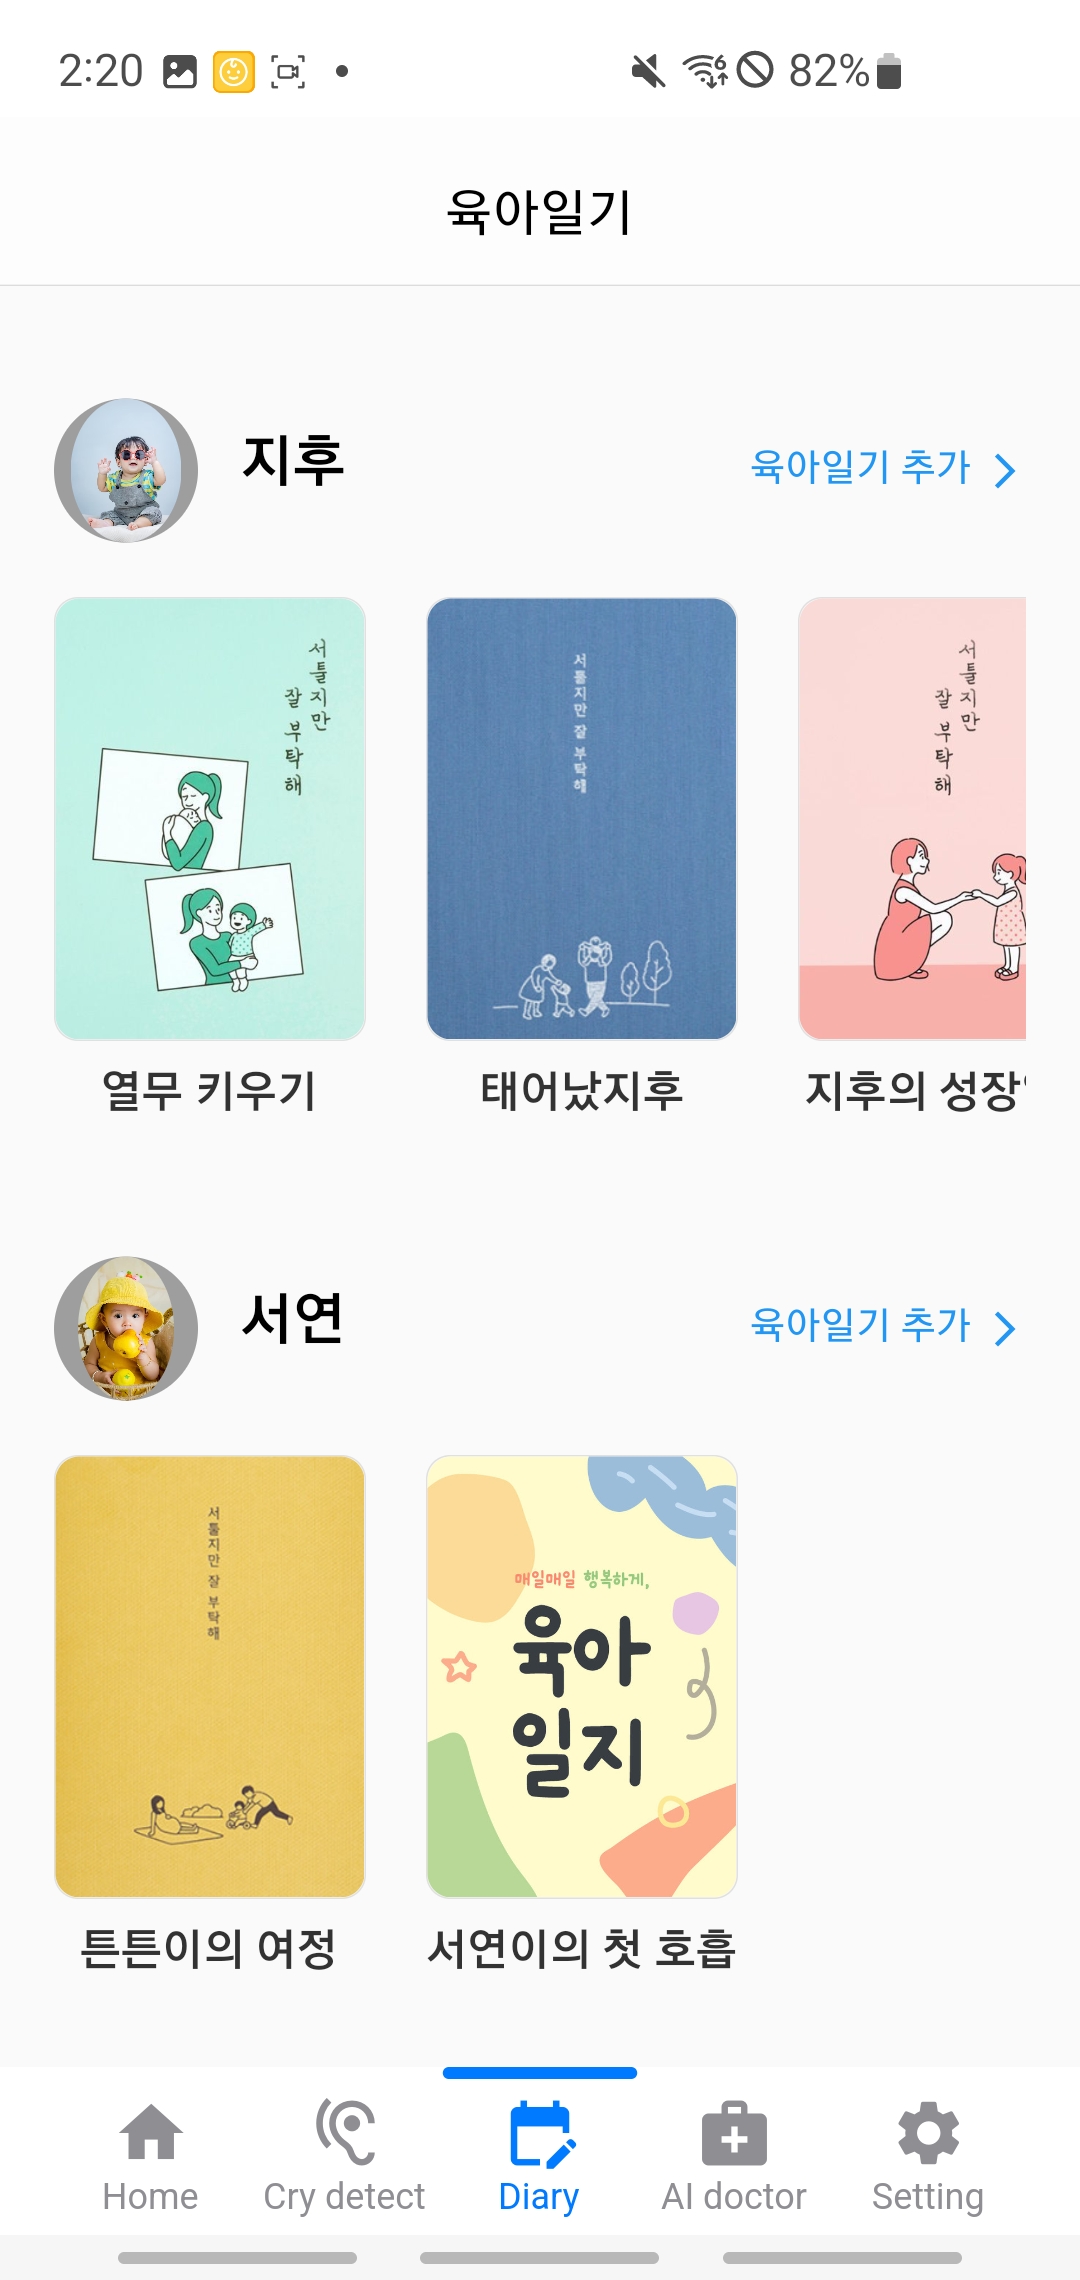 2:20
82%
육아일기
지후
육아일기 추가
서툴지만
잘 부탁해
서툴지만 잘 부탁해
서툴지만
잘 부탁해
열무 키우기
태어났지후
지후의 성장
서연
육아일기 추가
서툴지만 잘 부탁해
매일매일 행복하게,
육아
일지
튼튼이의 여정
서연이의 첫 호흡
Home
Cry detect
Diary
AI doctor
Setting